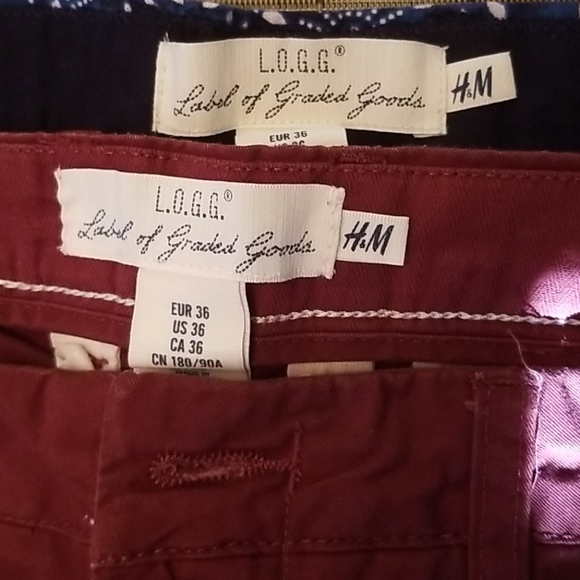 L.O.G.G.®
Label of Graded Goods
H&M
EUR 36
L.O.G.G.®
Label of Graded Goods
H&M
EUR 36
US 36
CA 36
CN 180/90A